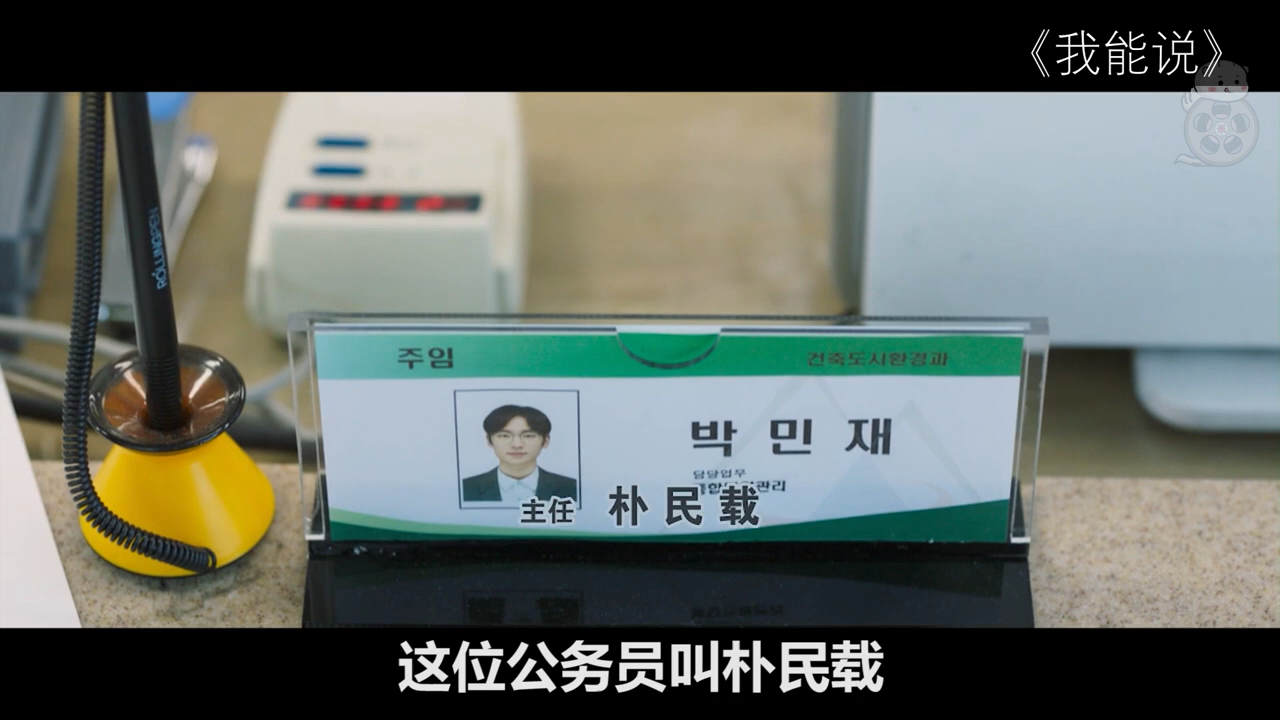 《我能说》
ROLLINGPEN
주임
건축도시환경과
박민재
담당업무
主任 朴民载
这位公务员叫朴民载